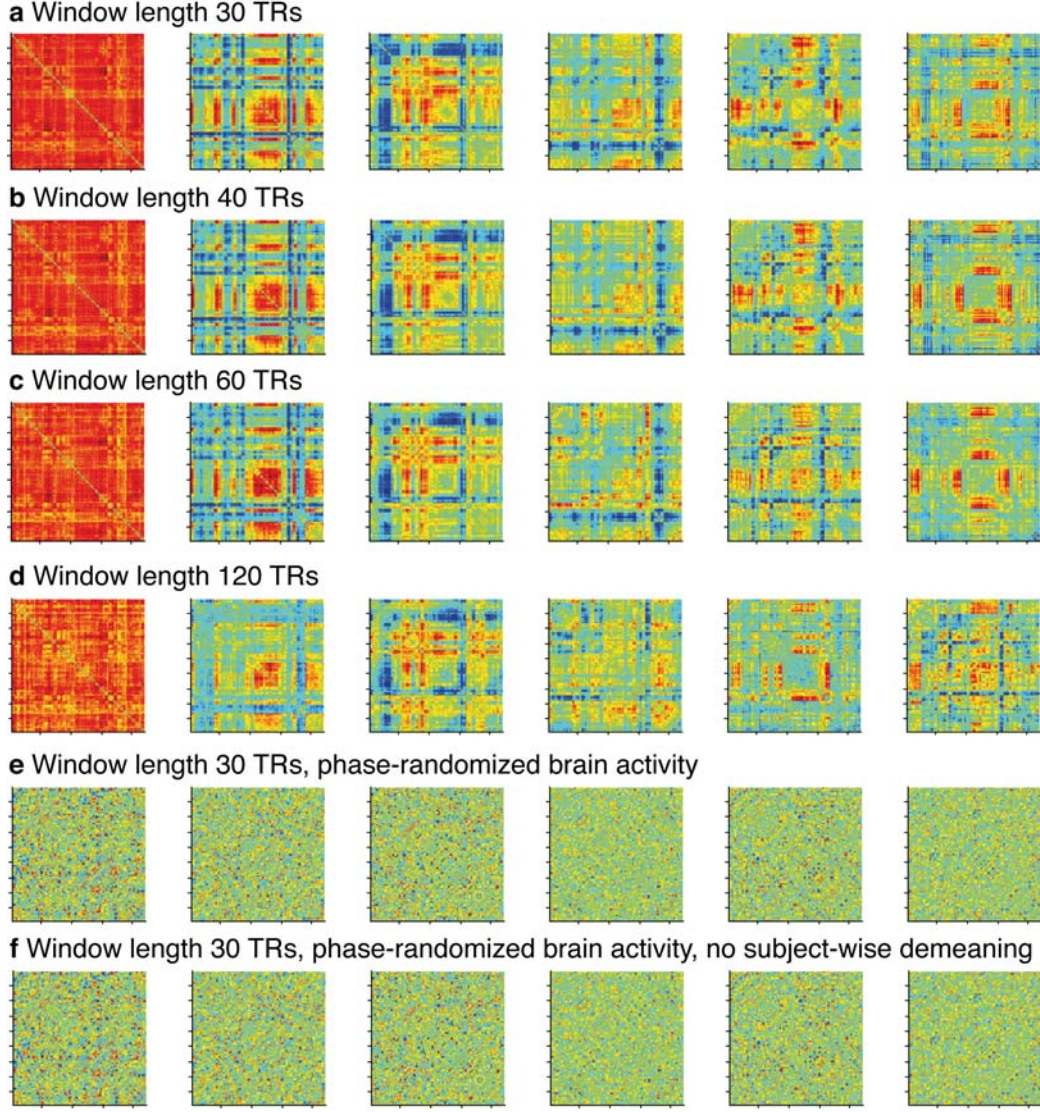 a Window length 30 TRs
b Window length 40 TRs
c Window length 60 TRs
d Window length 120 TRs
e Window length 30 TRs, phase-randomized brain activity
f Window length 30 TRs, phase-randomized brain activity, no subject-wise demeaning